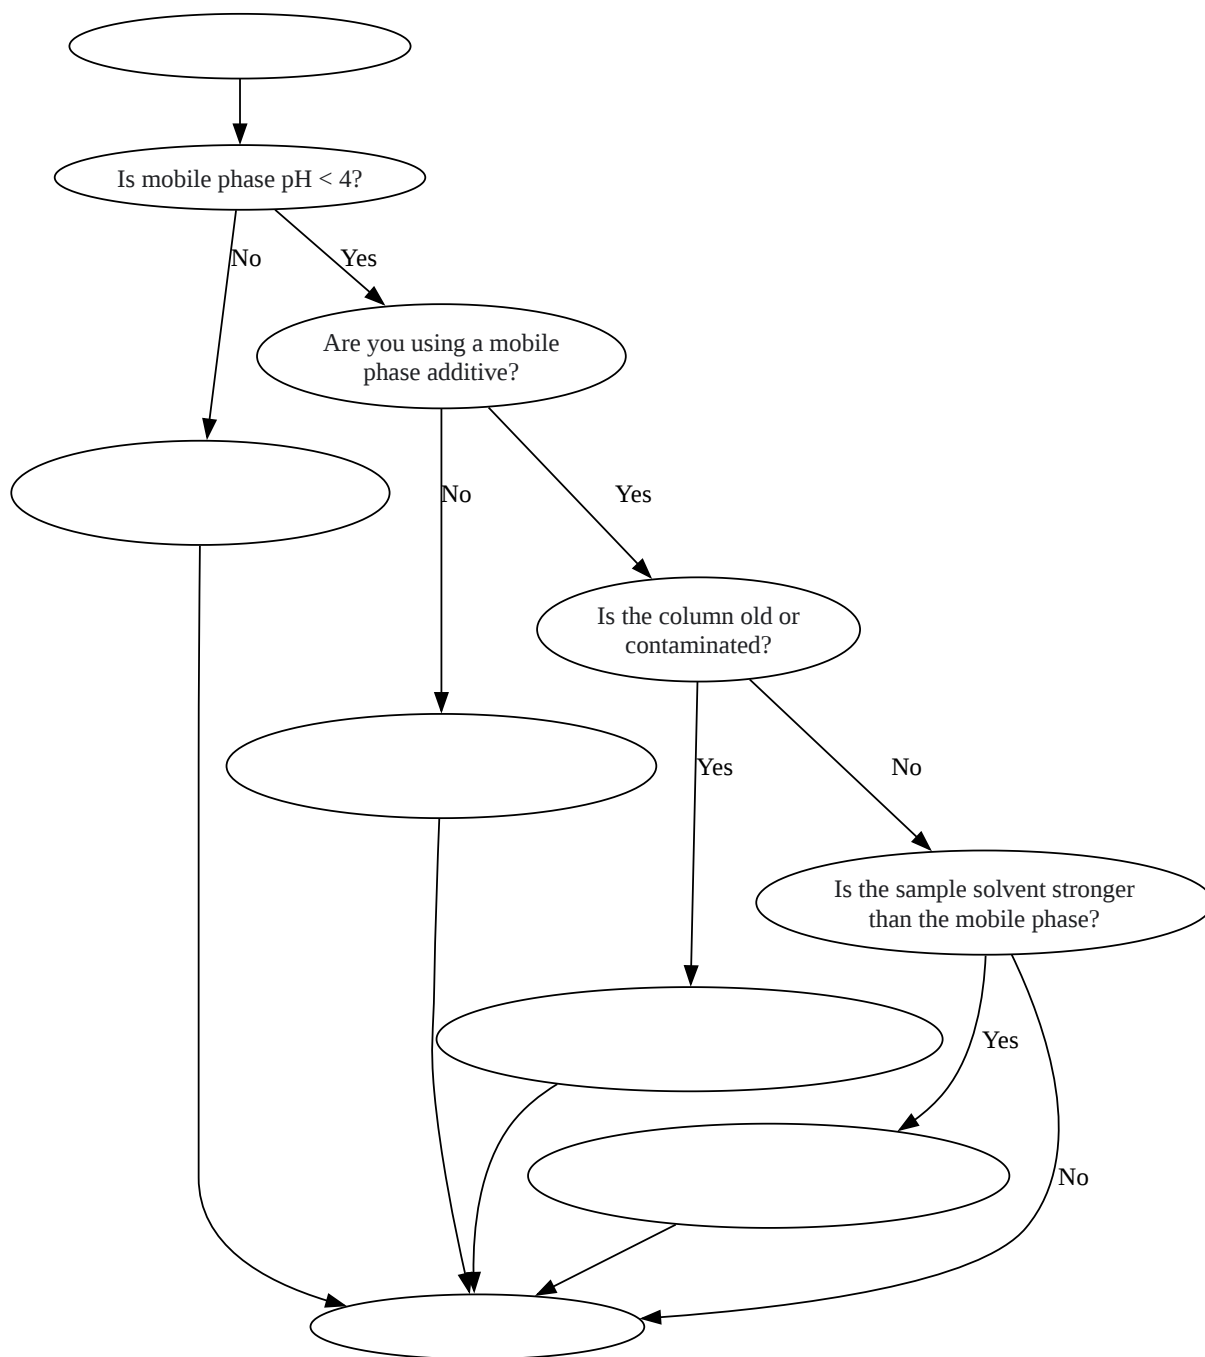 Is mobile phase pH < 4?
No
Yes
Are you using a mobile
phase additive?
No
Yes
Is the column old or
contaminated?
Yes
No
Is the sample solvent stronger
than the mobile phase?
Yes
No